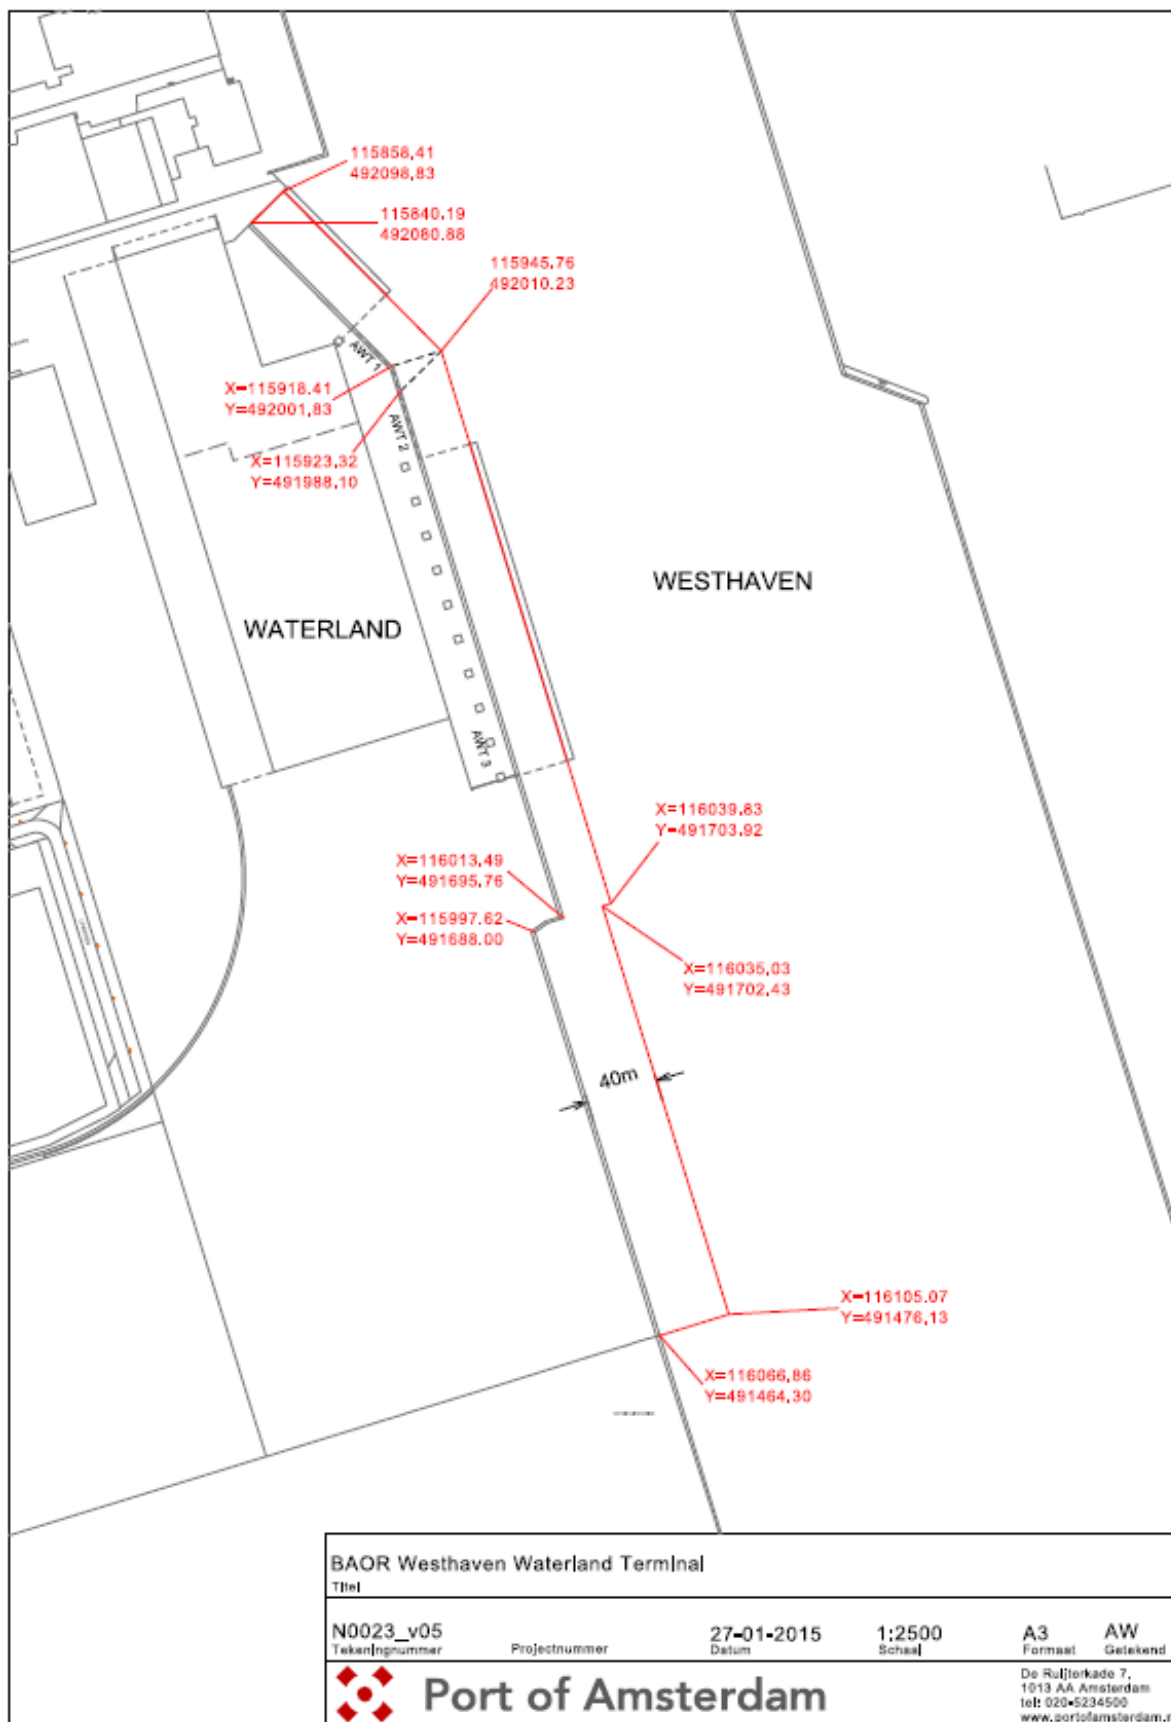 115858,41
492098,83
115840.19
492080.88
115945.76
492010.23
AWT 1
X=115918.41
Y=492001,83
AWT 2
X=115923,32
Y=491988,10
WESTHAVEN
WATERLAND
AWT 3
X=116039.83
Y=491703,92
X=116013,49
Y=491695,76
X=115997.62
Y=491688.00
X=116035,03
Y=491702,43
40m
X=116105.07
Y=491476,13
X=116066,86
Y=491464,30
BAOR Westhaven Waterland Terminal
Titel
N0023_v05 27-01-2015 1:2500 A3 AW
Tekeningnummer Projectnummer Datum Schaal Formaat Getekend
Port of Amsterdam
De Ruijterkade 7,
1013 AA Amsterdam
tel: 020-5234500
www.portofamsterdam.n